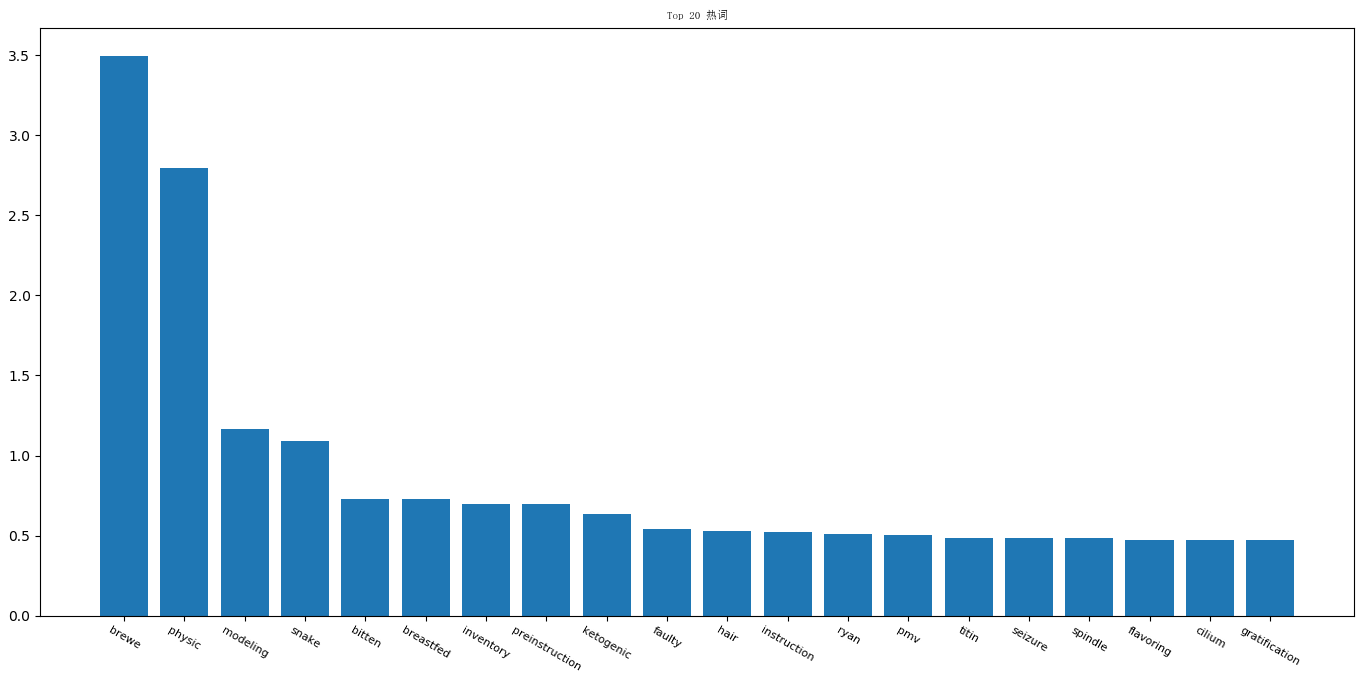 Top 20 热词
3.5
3.0
2.5
2.0
1.5
1.0
0.5
0.0
brewe
physic
modeling
snake
bitten
breastfed
inventory
preinstruction
ketogenic
faulty
hair
instruction
ryan
pmv
titin
seizure
spindle
flavoring
cilium
gratification